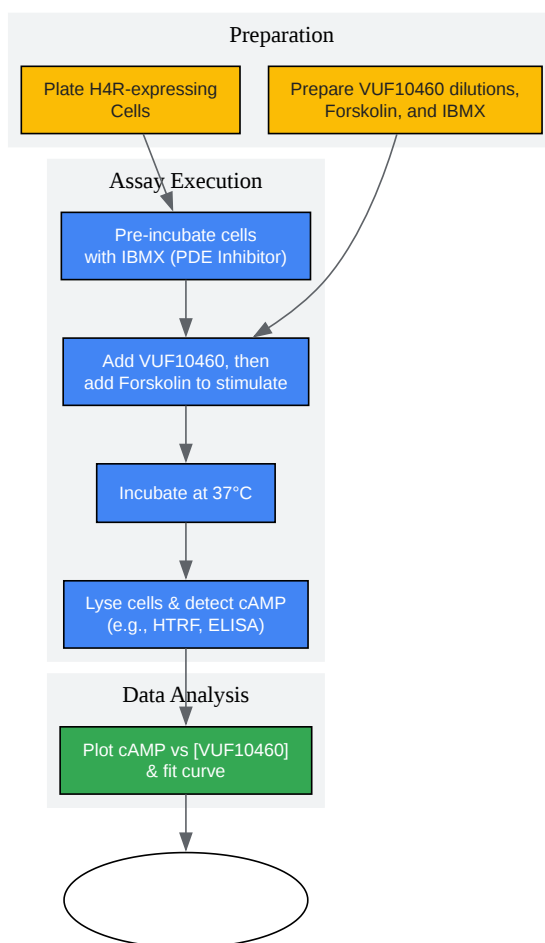 Preparation
Plate H4R-expressing
Cells
Prepare VUF10460 dilutions,
Forskolin, and IBMX
Assay Execution
Pre-incubate cells
with IBMX (PDE Inhibitor)
Add VUF10460, then
add Forskolin to stimulate
Incubate at 37°C
Lyse cells & detect cAMP
(e.g., HTRF, ELISA)
Data Analysis
Plot cAMP vs [VUF10460]
& fit curve